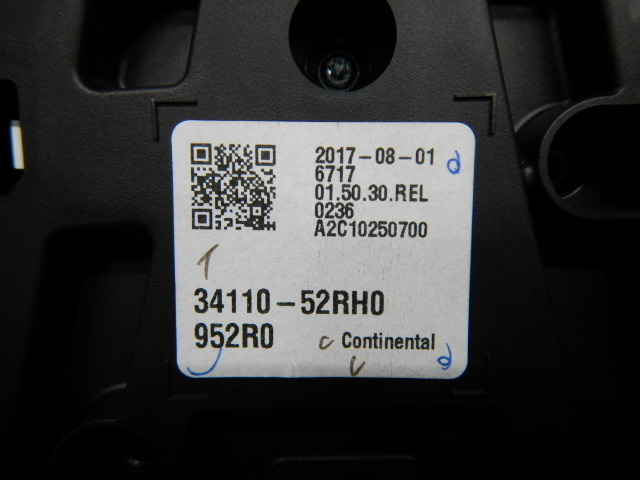 2017-08-01
6717
01.50.30.REL
0236
A2C10250700
34110-52RH0
952R0
Continental